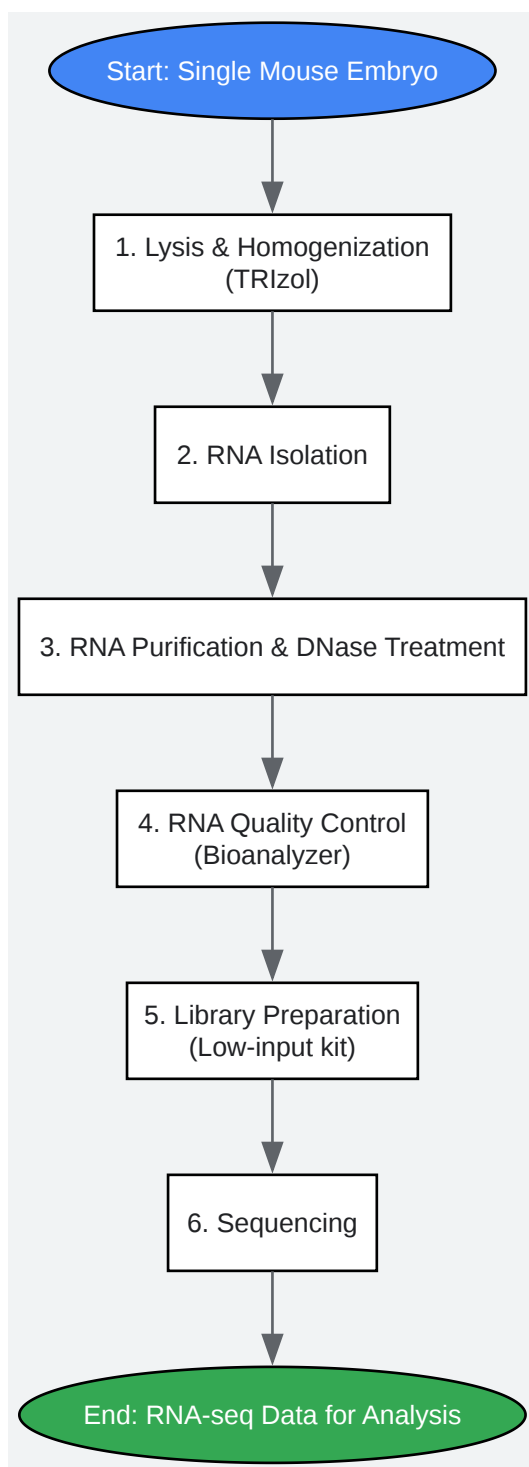 Start: Single Mouse Embryo
1. Lysis & Homogenization
(TRIzol)
2. RNA Isolation
3. RNA Purification & DNase Treatment
4. RNA Quality Control
(Bioanalyzer)
5. Library Preparation
(Low-input kit)
6. Sequencing
End: RNA-seq Data for Analysis